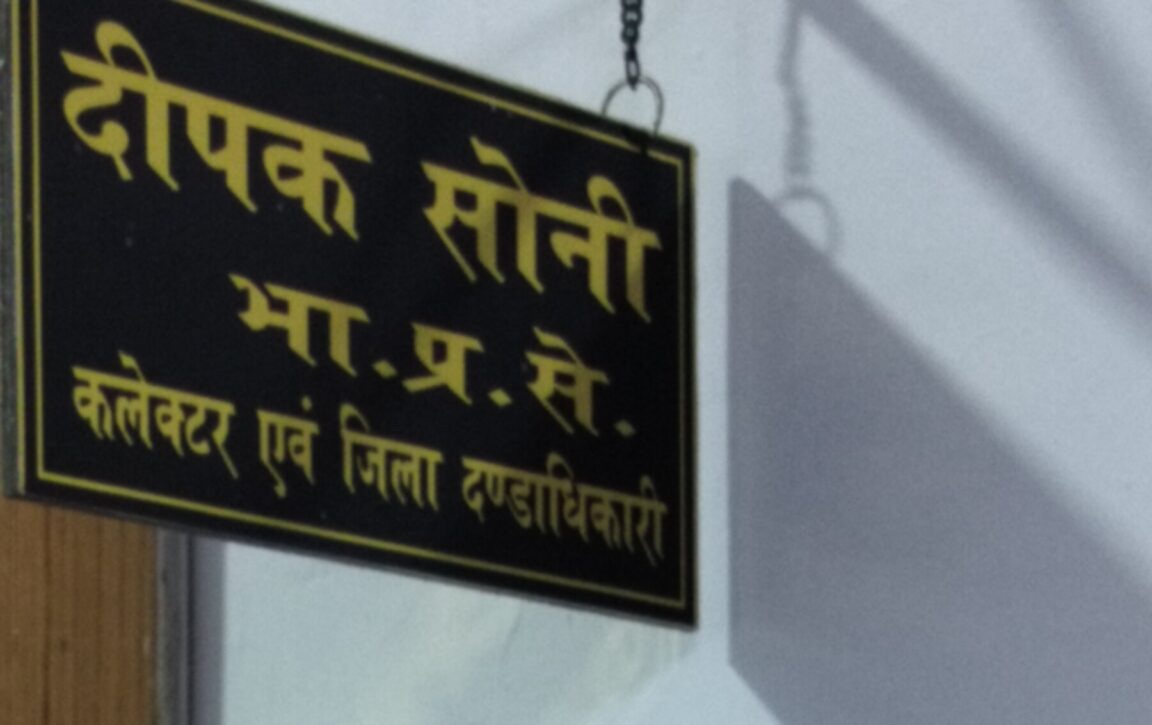 दीपक सोनी
भा.प्र.से.
कलेक्टर एवं जिला दण्डाधिकारी